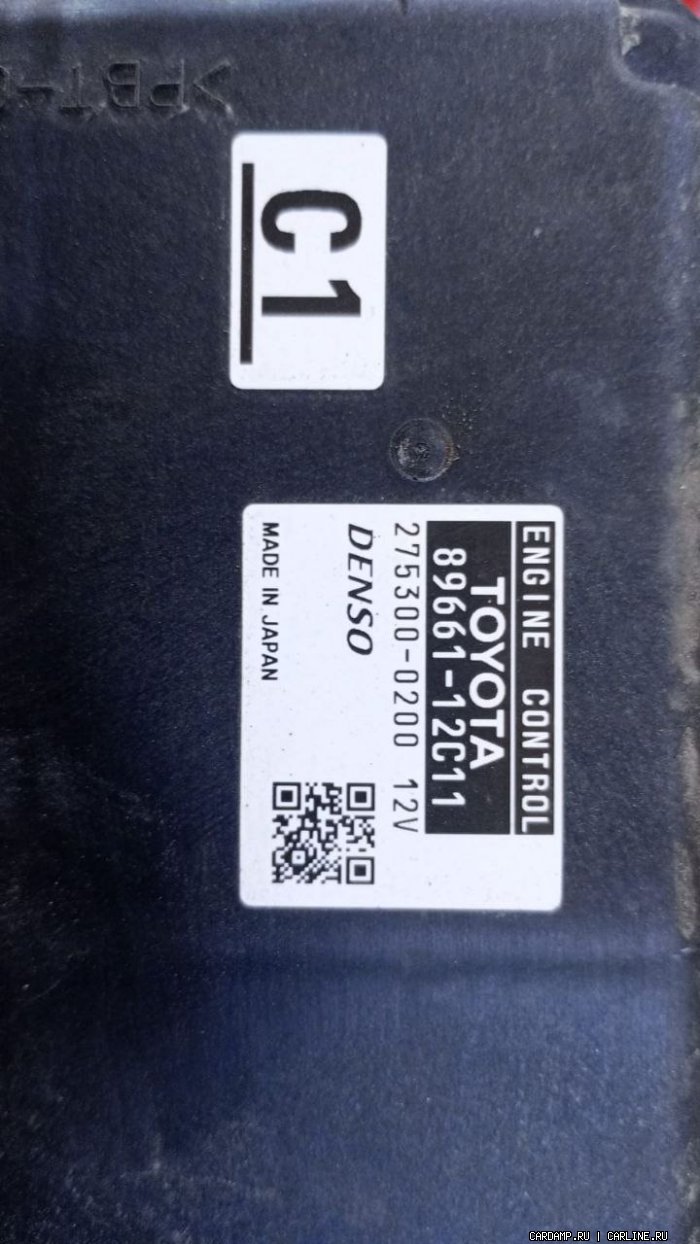 C1
ENGINE CONTROL
TOYOTA
89661-12C11
275300-0200 12V
DENSO
MADE IN JAPAN
CARDAMP.RU | CARLINE.RU